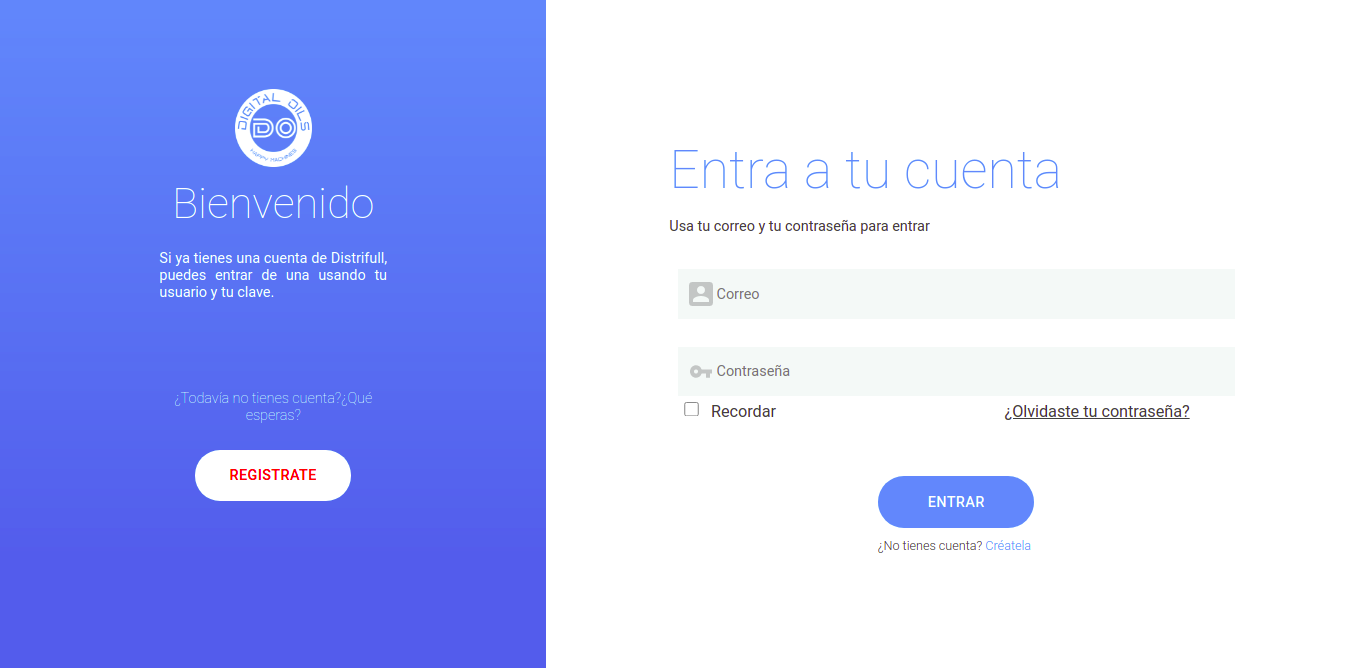 DIGITAL OILS
DO
HAPPY MACHINES
Bienvenido
Si ya tienes una cuenta de Distrifull,
puedes entrar de una usando tu
usuario y tu clave.
¿Todavía no tienes cuenta?¿Qué
esperas?
REGISTRATE
Entra a tu cuenta
Usa tu correo y tu contraseña para entrar
Correo
Contraseña
Recordar
¿Olvidaste tu contraseña?
ENTRAR
¿No tienes cuenta? Créatela